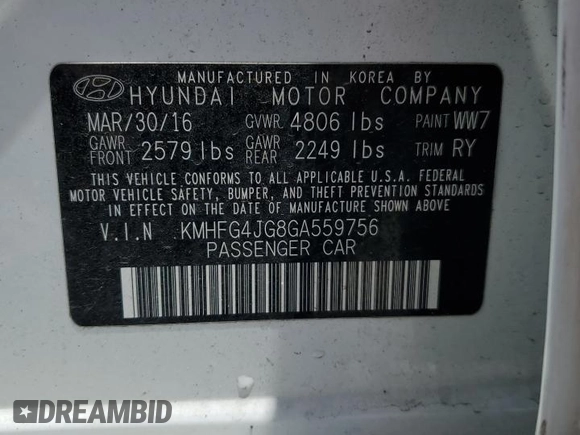 MANUFACTURED IN KOREA BY
HYUNDAI MOTOR COMPANY
MAR/30/16 GVWR 4806 lbs PAINT WW7
GAWR FRONT 2579 lbs GAWR REAR 2249 lbs TRIM RY
THIS VEHICLE CONFORMS TO ALL APPLICABLE U.S.A. FEDERAL
MOTOR VEHICLE SAFETY, BUMPER, AND THEFT PREVENTION STANDARDS
IN EFFECT ON THE DATE OF MANUFACTURE SHOWN ABOVE
V.I.N KMHFG4JG8GA559756
PASSENGER CAR
DREAMBID